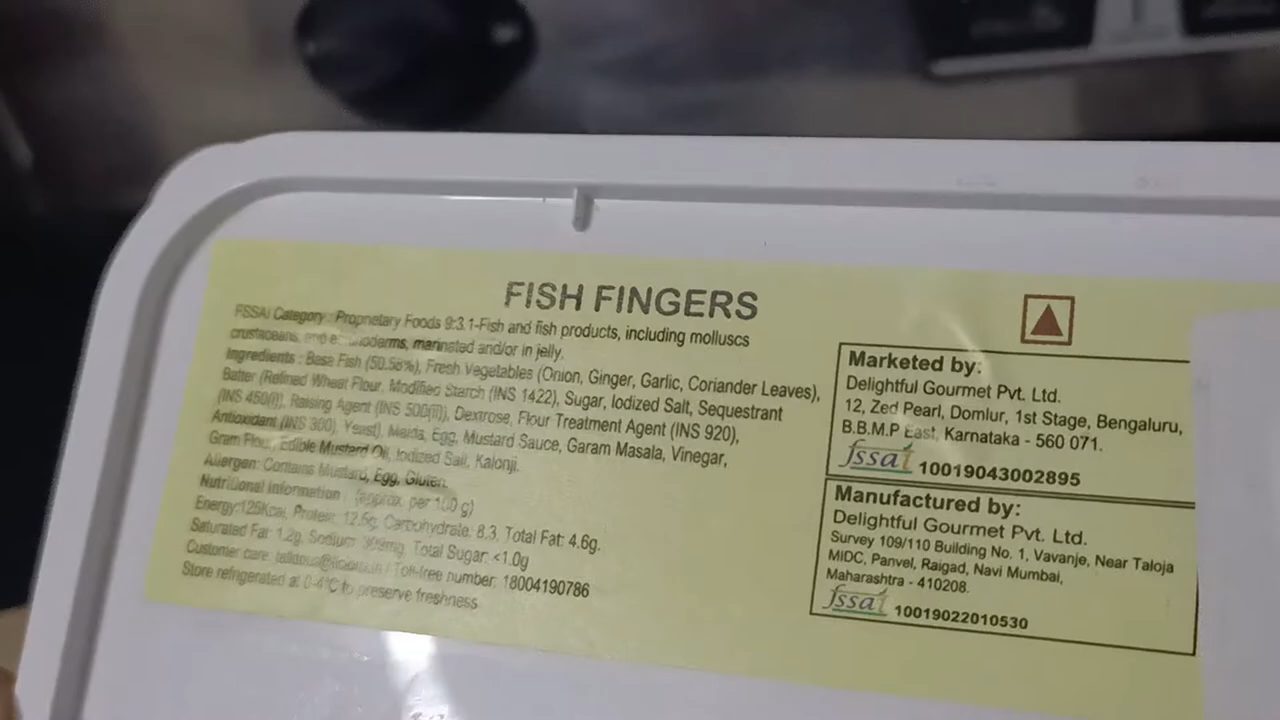 FISH FINGERS
FSSAI Category : Proprietary Foods 9:3.1-Fish and fish products, including molluscs
crustaceans, and echinoderms, marinated and/or in jelly.
Ingredients : Basa Fish (50.58%), Fresh Vegetables (Onion, Ginger, Garlic, Coriander Leaves),
Batter (Refined Wheat Flour, Modified Starch (INS 1422), Sugar, Iodized Salt, Sequestrant
(INS 450(i)), Raising Agent (INS 500(ii)), Dextrose, Flour Treatment Agent (INS 920),
Antioxidant (INS 300), Yeast), Maida, Egg, Mustard Sauce, Garam Masala, Vinegar,
Gram Flour, Edible Mustard Oil, Iodized Salt, Kalonji.
Allergen: Contains Mustard, Egg, Gluten.
Nutritional Information : (approx. per 100 g)
Energy:125Kcal, Protein: 12.5g, Carbohydrate: 8.3, Total Fat: 4.6g.
Saturated Fat: 1.2g, Sodium: Total Sugar: <1.0g
Customer care: / Toll-free number: 18004190786
Store refrigerated at 0-4°C to preserve freshness
Marketed by:
Delightful Gourmet Pvt. Ltd.
12, Zed Pearl, Domlur, 1st Stage, Bengaluru,
B.B.M.P East, Karnataka - 560 071.
fssai 10019043002895
Manufactured by:
Delightful Gourmet Pvt. Ltd.
Survey 109/110 Building No. 1, Vavanje, Near Taloja
MIDC, Panvel, Raigad, Navi Mumbai,
Maharashtra - 410208.
fssai 10019022010530